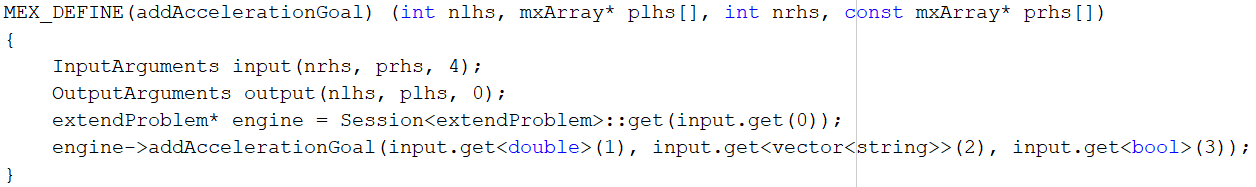 MEX_DEFINE(addAccelerationGoal) (int nlhs, mxArray* plhs[], int nrhs, const mxArray* prhs[])
{
    InputArguments input(nrhs, prhs, 4);
    OutputArguments output(nlhs, plhs, 0);
    extendProblem* engine = Session<extendProblem>::get(input.get(0));
    engine->addAccelerationGoal(input.get<double>(1), input.get<vector<string>>(2), input.get<bool>(3));
}